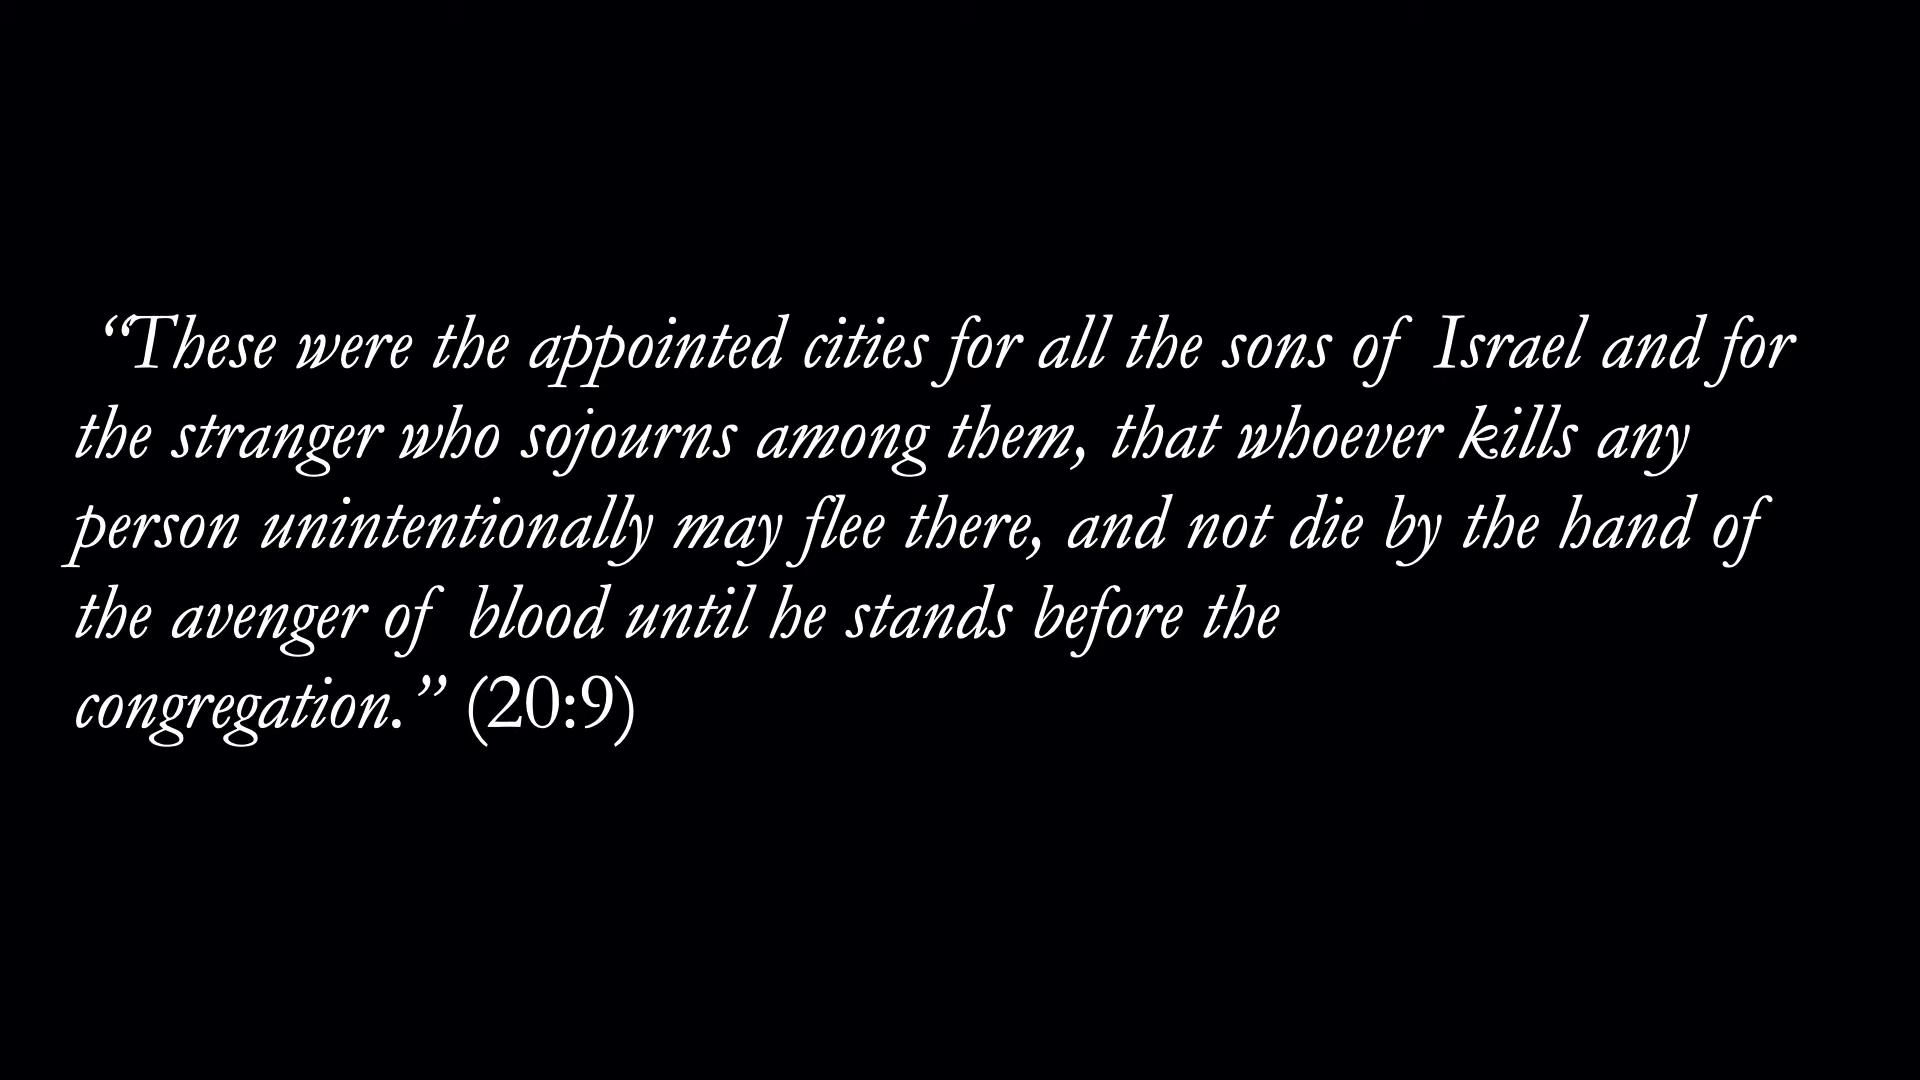 “These were the appointed cities for all the sons of Israel and for
the stranger who sojourns among them, that whoever kills any
person unintentionally may flee there, and not die by the hand of
the avenger of blood until he stands before the
congregation.” (20:9)